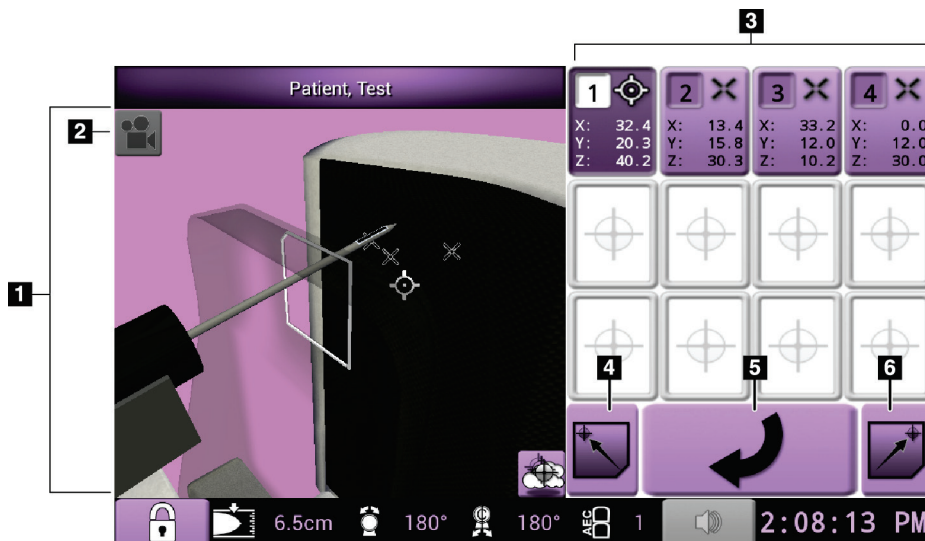 3
Patient, Test
1 2 3 4
X: 32.4 X: 13.4 X: 33.2 X: 0.0
Y: 20.3 Y: 15.8 Y: 12.0 Y: 12.0
Z: 40.2 Z: 30.3 Z: 10.2 Z: 30.0
2
1
4 5 6
6.5cm 180° C 180° AEC 1 2:08:13 PM